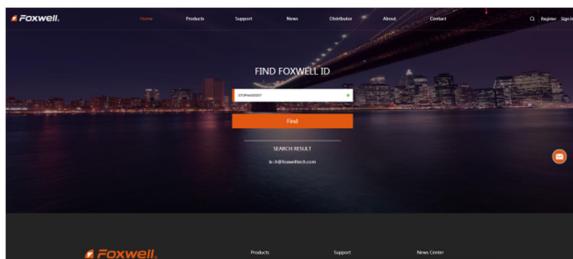 Foxwell.
Home Products Support News Distributor About Contact Register Sign In
FIND FOXWELL ID
Find
SEARCH RESULT
Foxwell. Products Support News Center